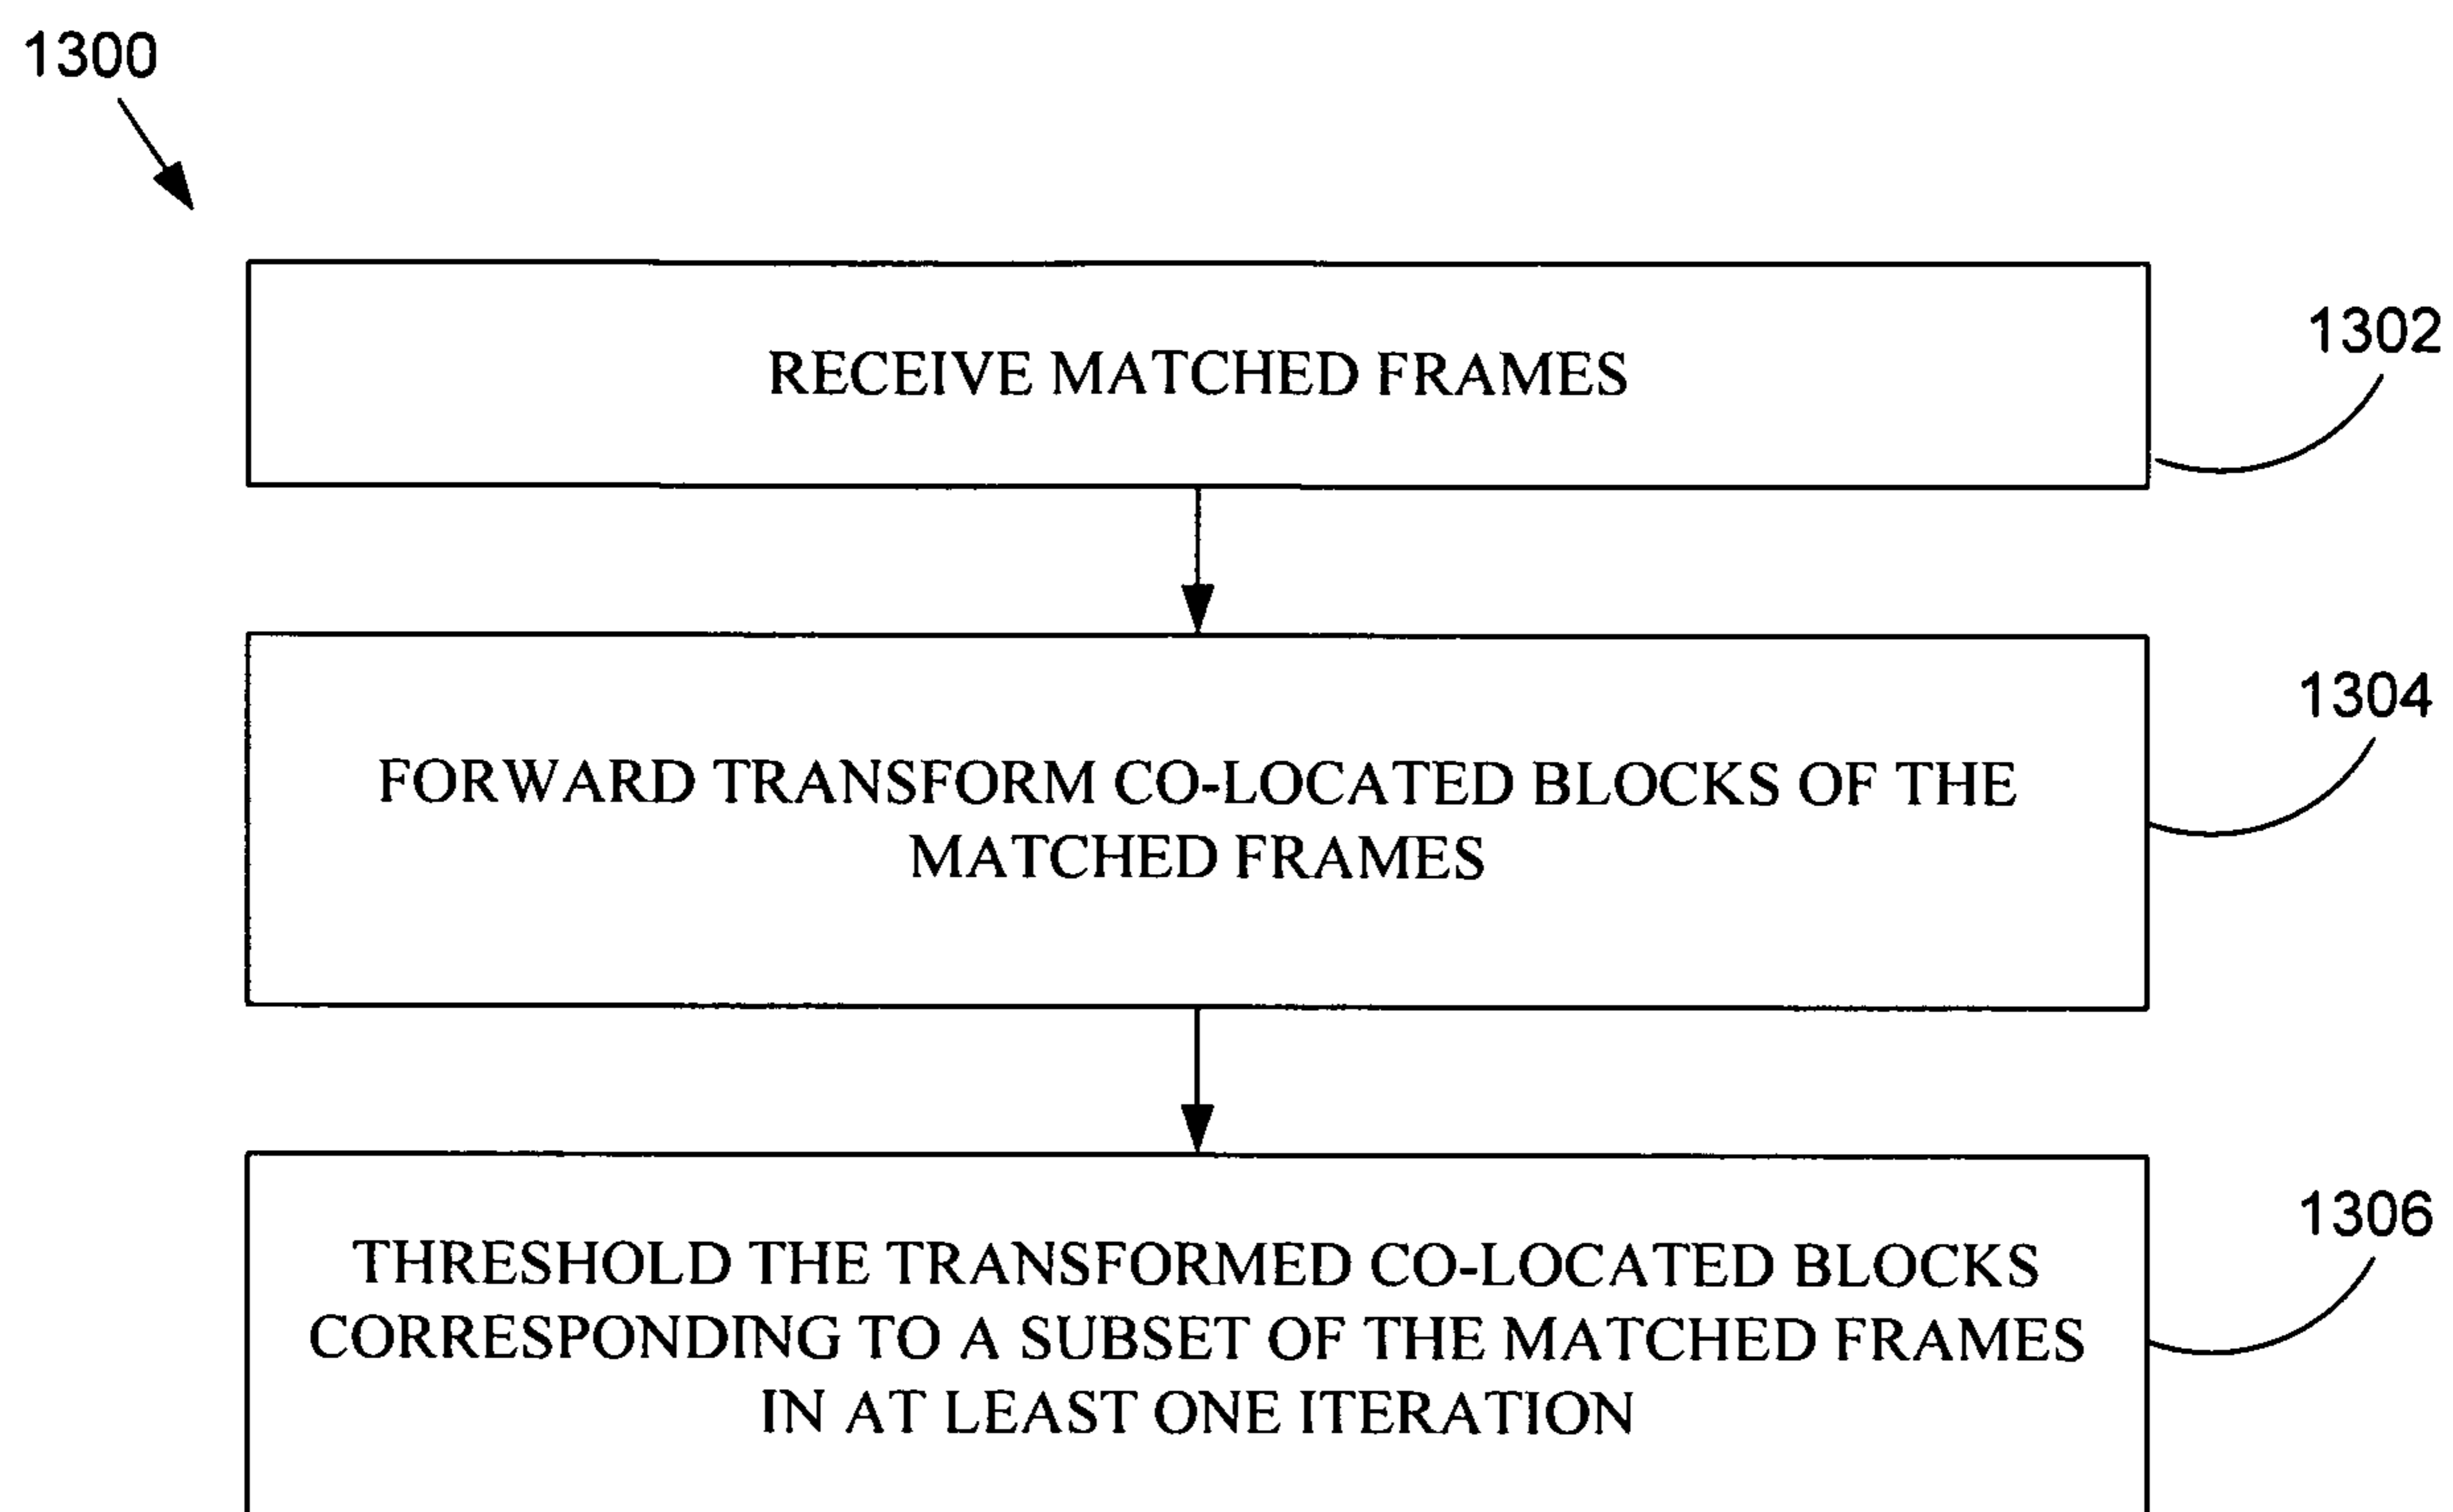 1300
RECEIVE MATCHED FRAMES
1302
FORWARD TRANSFORM CO-LOCATED BLOCKS OF THE
MATCHED FRAMES
1304
THRESHOLD THE TRANSFORMED CO-LOCATED BLOCKS
CORRESPONDING TO A SUBSET OF THE MATCHED FRAMES
IN AT LEAST ONE ITERATION
1306